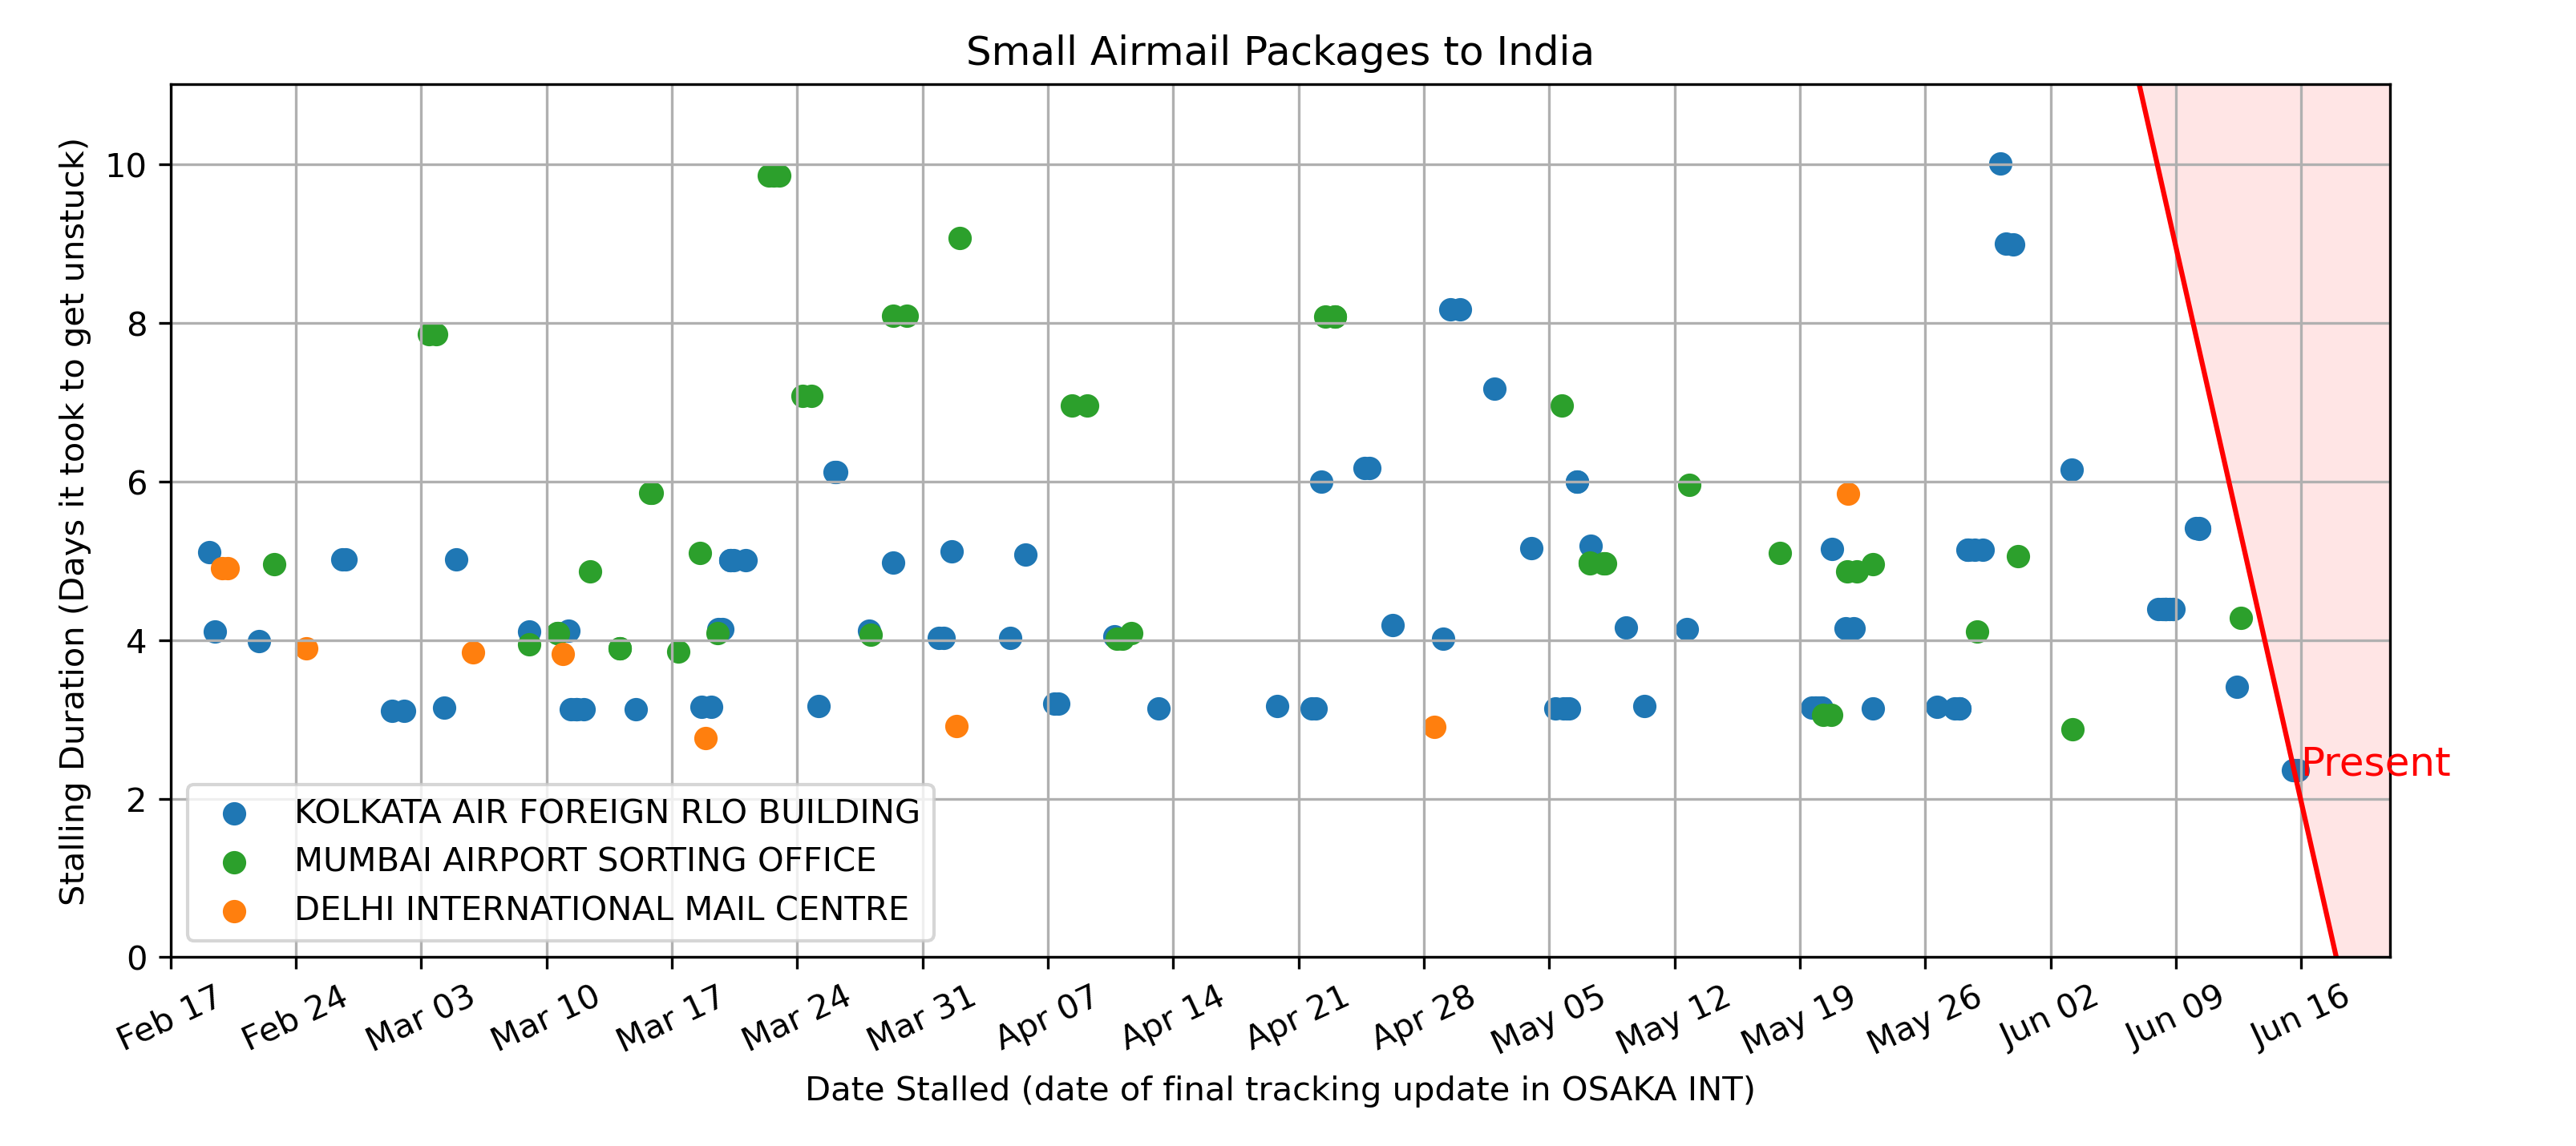 Small Airmail Packages to India
Stalling Duration (Days it took to get unstuck)
10
8
6
4
2
0
Present
KOLKATA AIR FOREIGN RLO BUILDING
MUMBAI AIRPORT SORTING OFFICE
DELHI INTERNATIONAL MAIL CENTRE
Feb 17 Feb 24 Mar 03 Mar 10 Mar 17 Mar 24 Mar 31 Apr 07 Apr 14 Apr 21 Apr 28 May 05 May 12 May 19 May 26 Jun 02 Jun 09 Jun 16
Date Stalled (date of final tracking update in OSAKA INT)